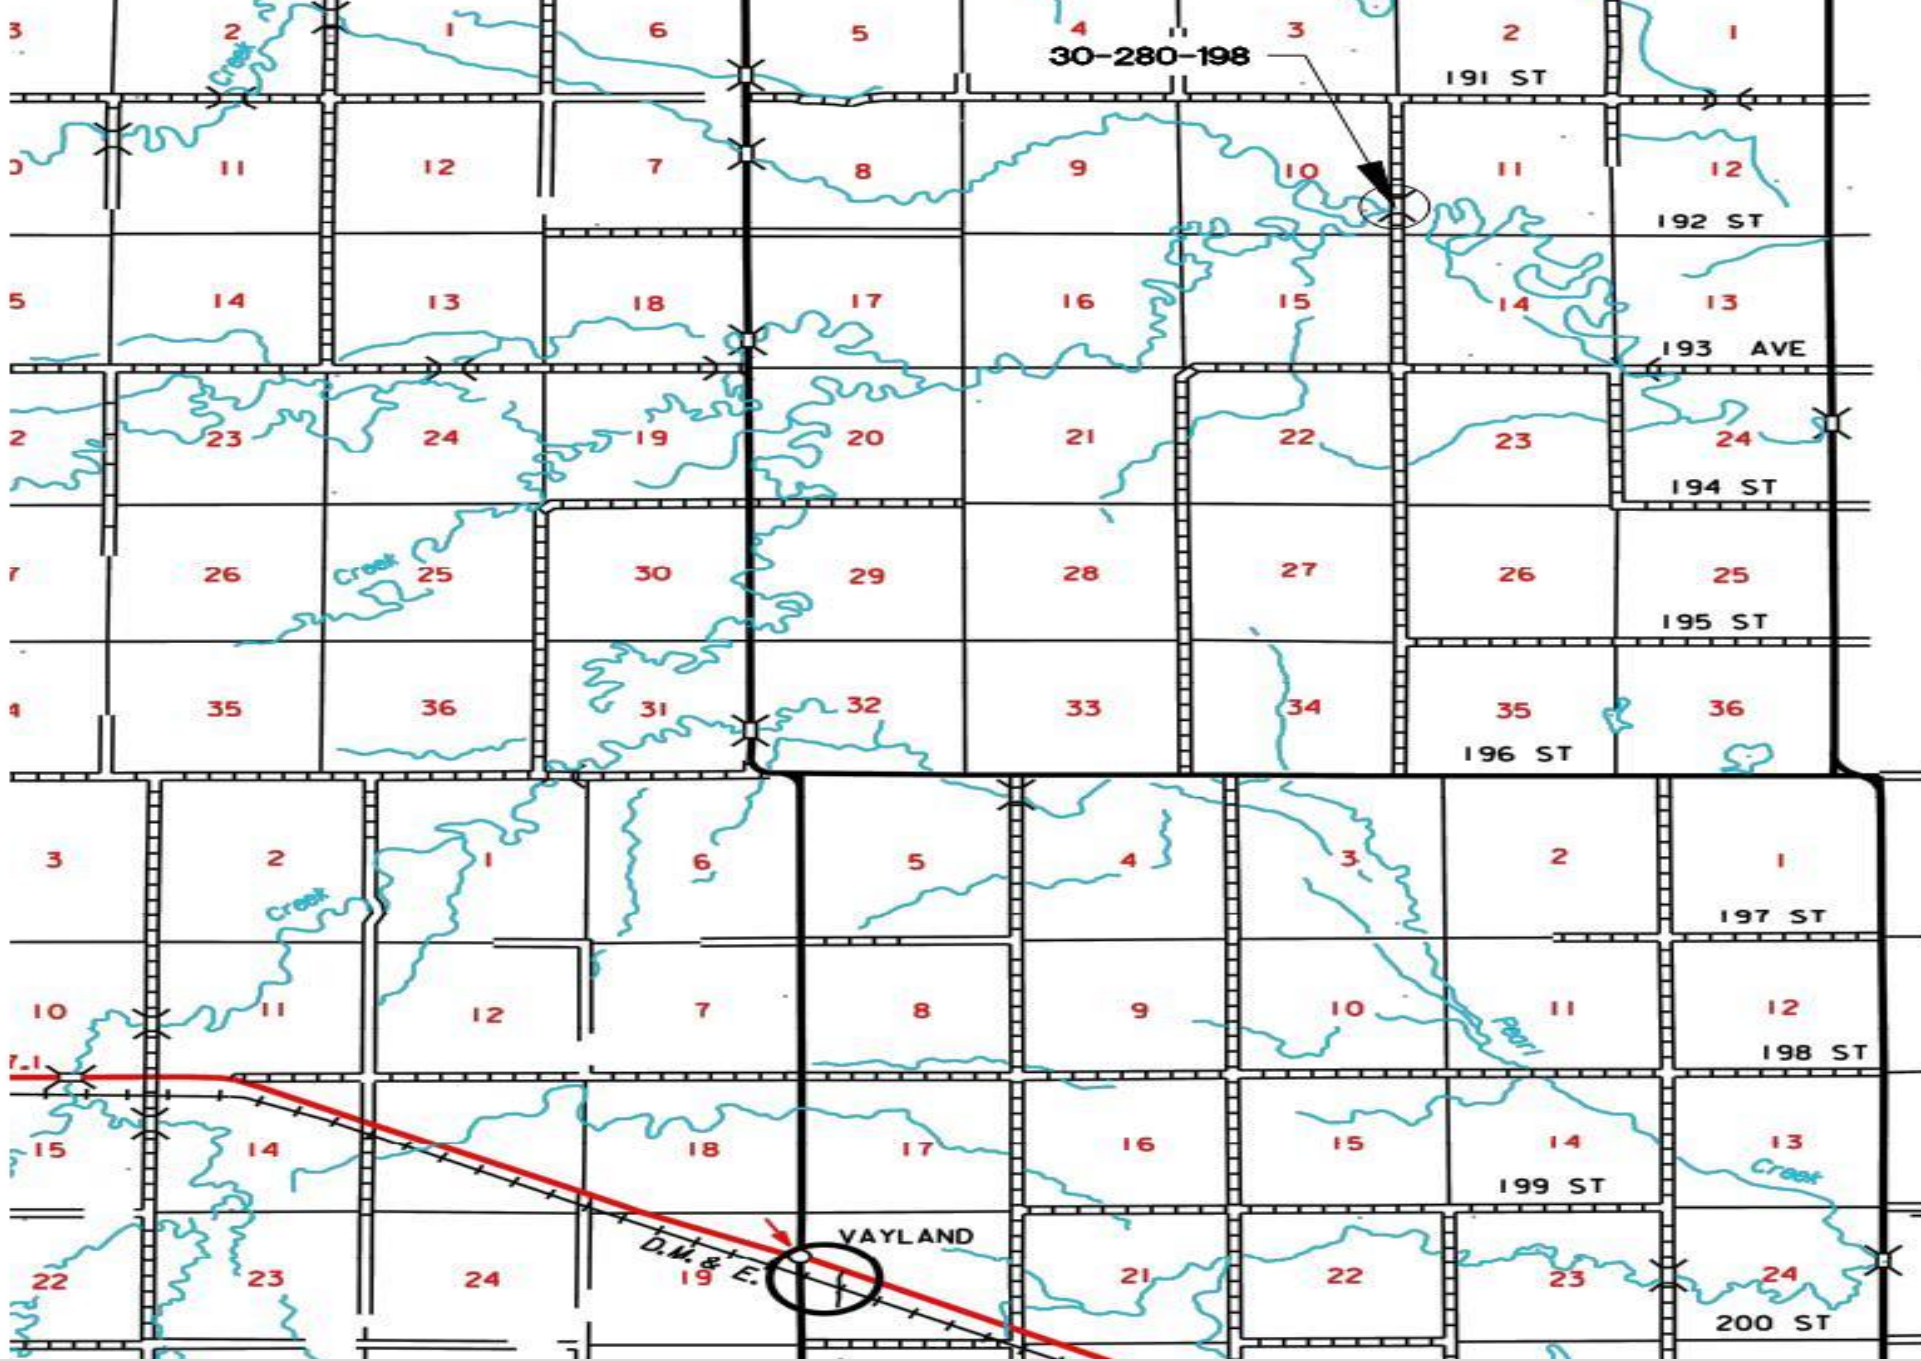 3 2 1 6 5 4 3 2 1
Creek
30-280-198
191 ST
11 12 7 8 9 10 11 12
192 ST
5 14 13 18 17 16 15 14 13
193 AVE
2 23 24 19 20 21 22 23 24
194 ST
Creek
7 26 25 30 29 28 27 26 25
195 ST
4 35 36 31 32 33 34 35 36
196 ST
3 2 1 6 5 4 3 2 1
Creek
197 ST
10 11 12 7 8 9 10 11 12
Pearl
198 ST
7.1
15 14 18 17 16 15 14 13
Creek
199 ST
VAYLAND
D.M. & E.
22 23 24 19 21 22 23 24
200 ST